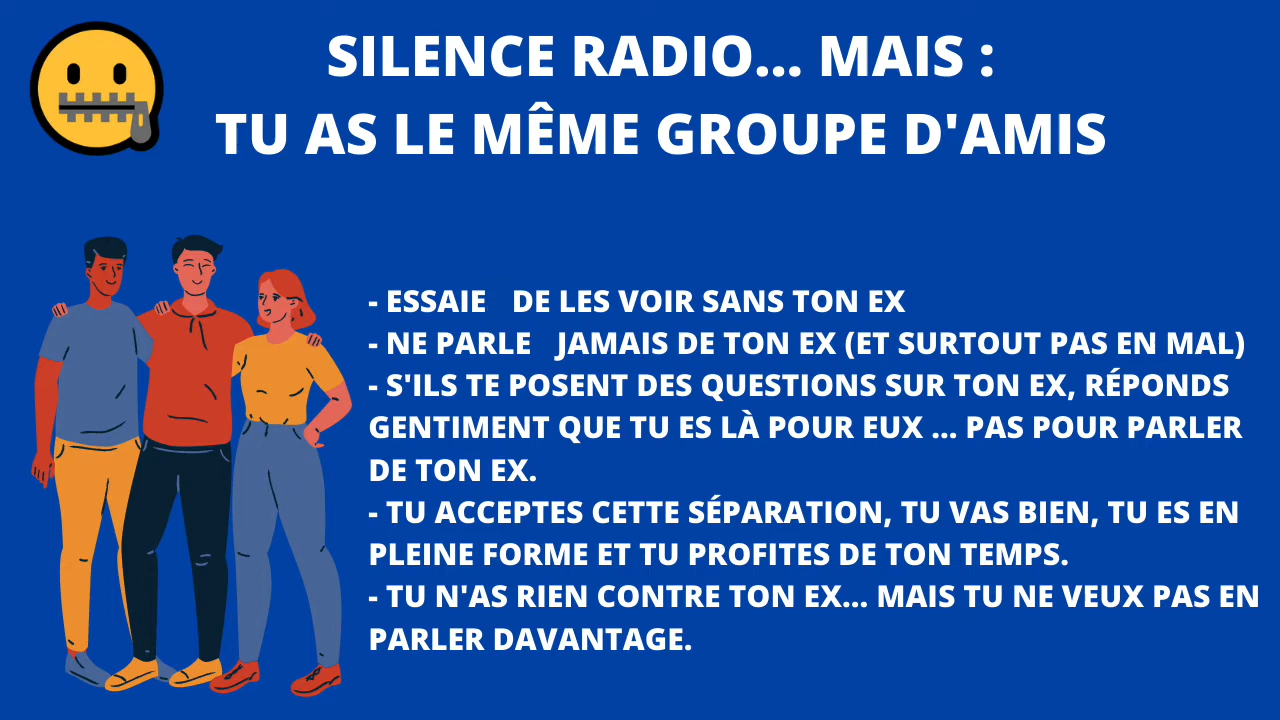 SILENCE RADIO... MAIS :
TU AS LE MÊME GROUPE D'AMIS
- ESSAIE DE LES VOIR SANS TON EX
- NE PARLE JAMAIS DE TON EX (ET SURTOUT PAS EN MAL)
- S'ILS TE POSENT DES QUESTIONS SUR TON EX, RÉPONDS
GENTIMENT QUE TU ES LÀ POUR EUX ... PAS POUR PARLER
DE TON EX.
- TU ACCEPTES CETTE SÉPARATION, TU VAS BIEN, TU ES EN
PLEINE FORME ET TU PROFITES DE TON TEMPS.
- TU N'AS RIEN CONTRE TON EX... MAIS TU NE VEUX PAS EN
PARLER DAVANTAGE.